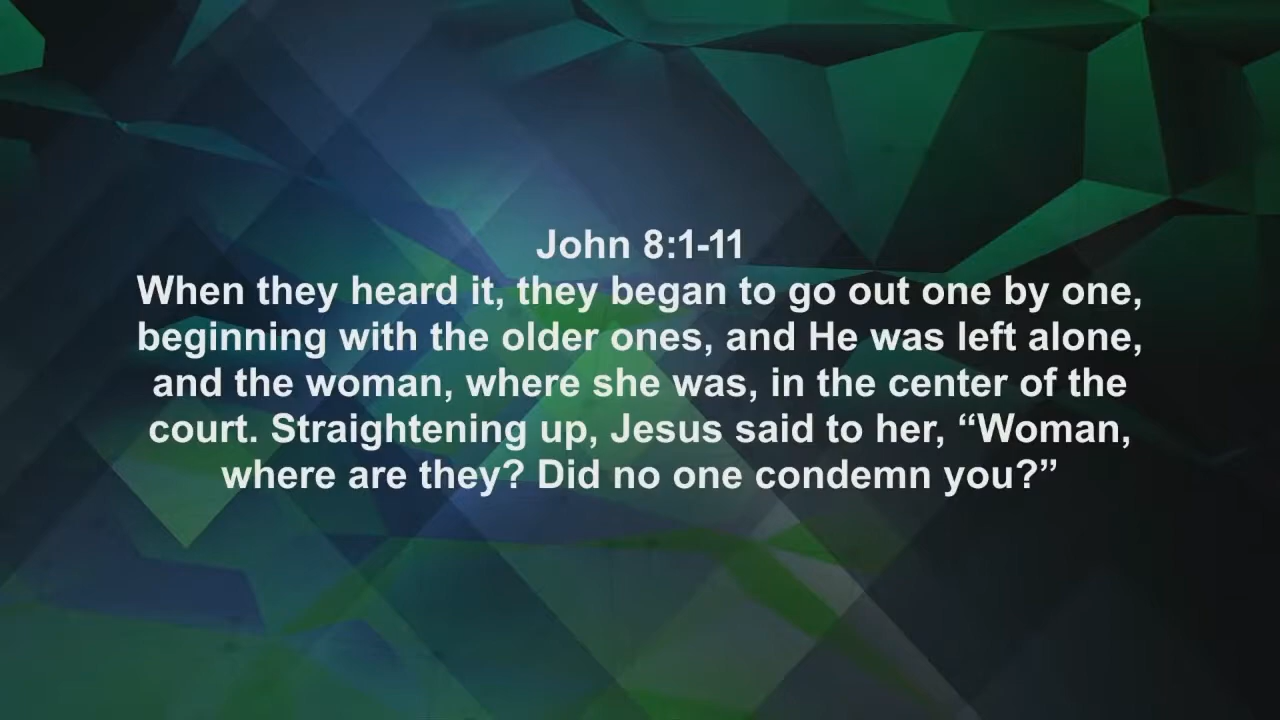 John 8:1-11
When they heard it, they began to go out one by one,
beginning with the older ones, and He was left alone,
and the woman, where she was, in the center of the
court. Straightening up, Jesus said to her, “Woman,
where are they? Did no one condemn you?”